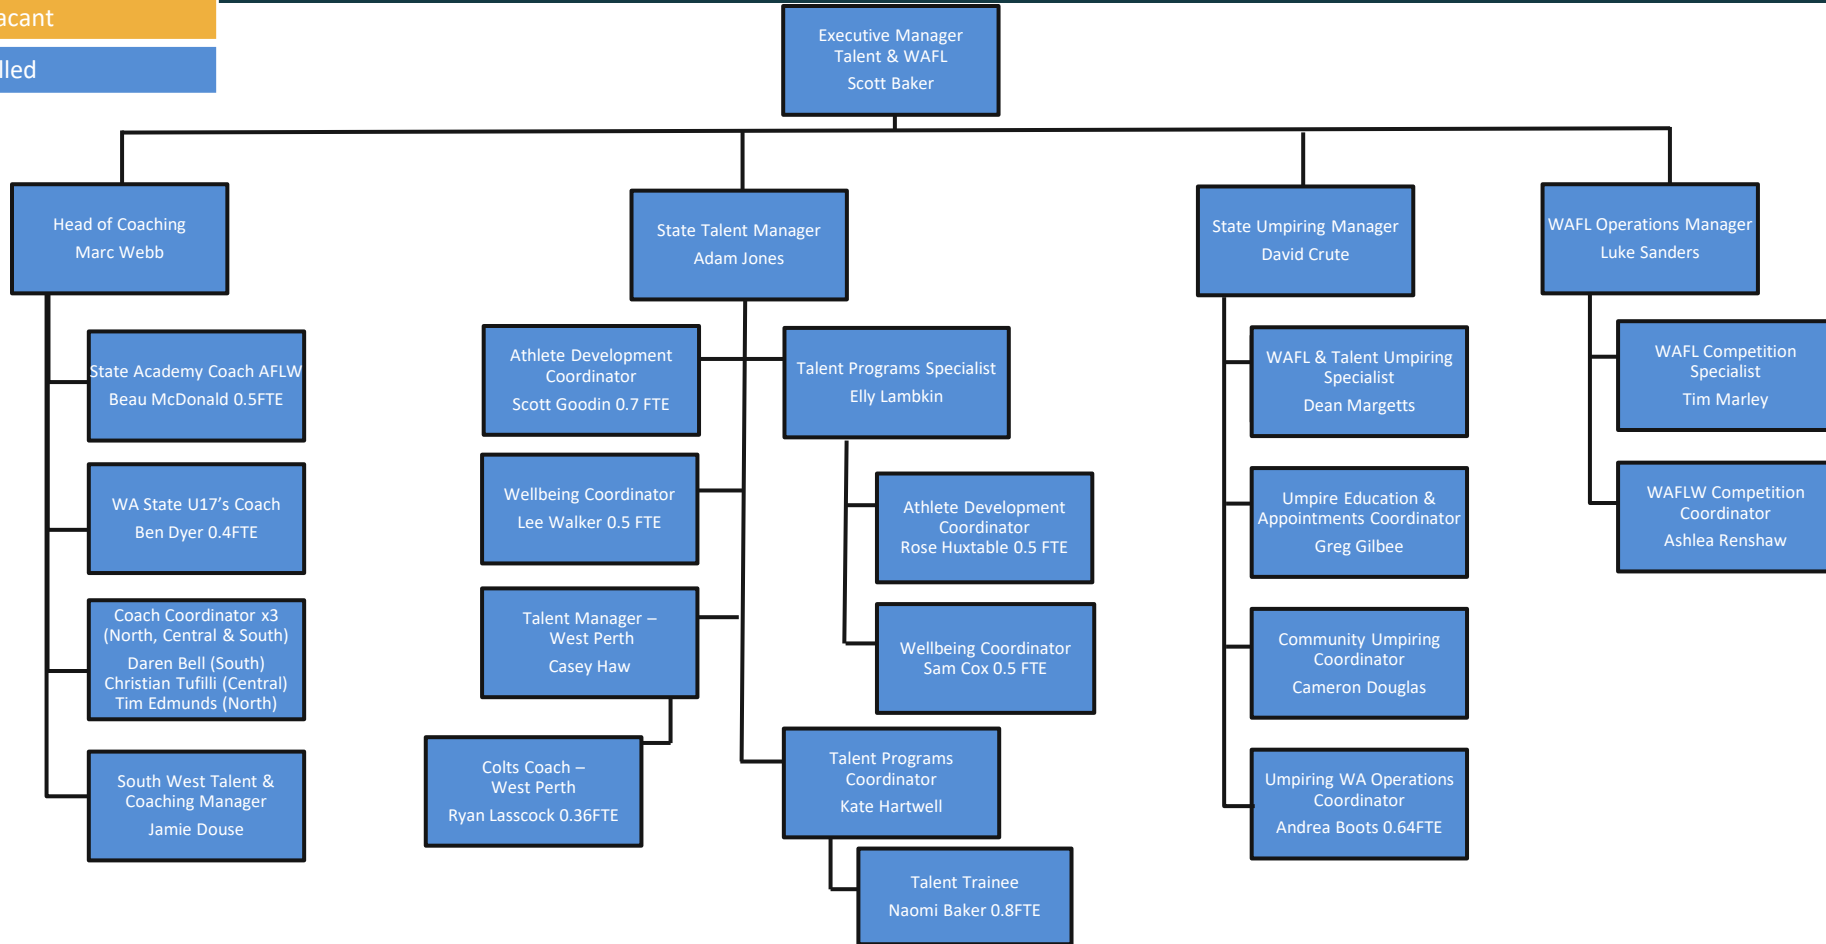 acant
lled
Executive Manager
Talent & WAFL
Scott Baker
Head of Coaching
Marc Webb
State Talent Manager
Adam Jones
State Umpiring Manager
David Crute
WAFL Operations Manager
Luke Sanders
State Academy Coach AFLW
Beau McDonald 0.5FTE
WA State U17’s Coach
Ben Dyer 0.4FTE
Coach Coordinator x3
(North, Central & South)
Daren Bell (South)
Christian Tufilli (Central)
Tim Edmunds (North)
South West Talent &
Coaching Manager
Jamie Douse
Athlete Development
Coordinator
Scott Goodin 0.7 FTE
Wellbeing Coordinator
Lee Walker 0.5 FTE
Talent Manager –
West Perth
Casey Haw
Colts Coach –
West Perth
Ryan Lasscock 0.36FTE
Talent Programs Specialist
Elly Lambkin
Athlete Development
Coordinator
Rose Huxtable 0.5 FTE
Wellbeing Coordinator
Sam Cox 0.5 FTE
Talent Programs
Coordinator
Kate Hartwell
Talent Trainee
Naomi Baker 0.8FTE
WAFL & Talent Umpiring
Specialist
Dean Margetts
Umpire Education &
Appointments Coordinator
Greg Gilbee
Community Umpiring
Coordinator
Cameron Douglas
Umpiring WA Operations
Coordinator
Andrea Boots 0.64FTE
WAFL Competition
Specialist
Tim Marley
WAFLW Competition
Coordinator
Ashlea Renshaw